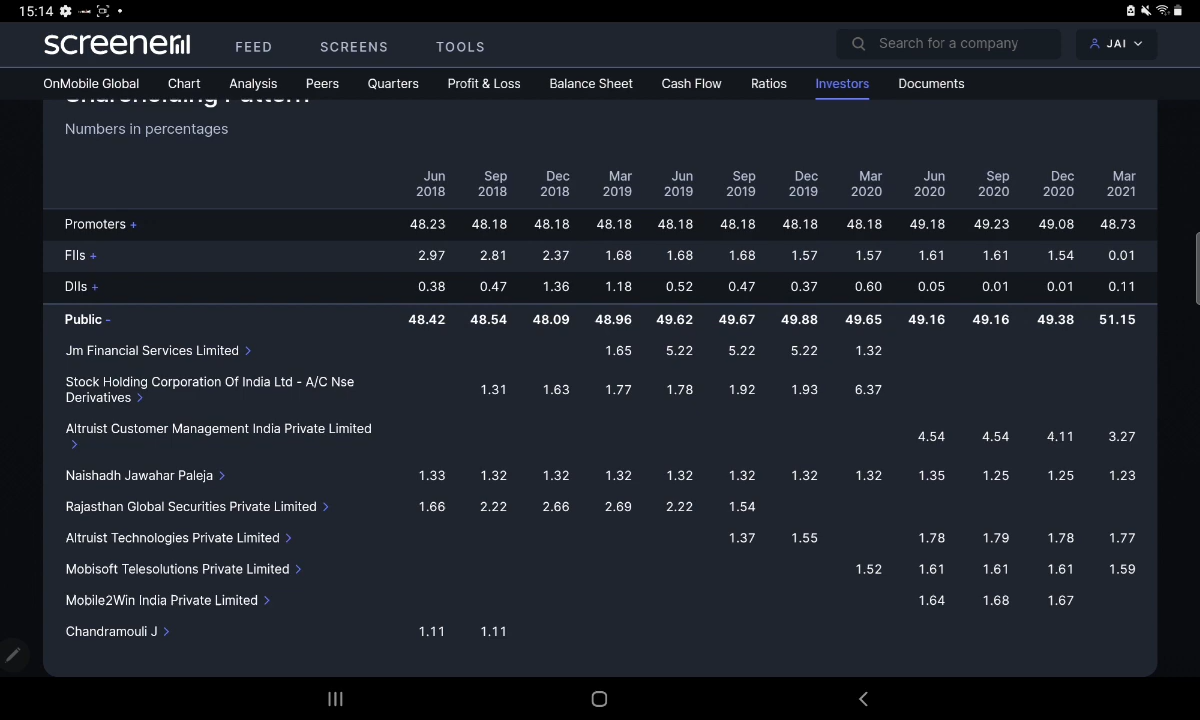 15:14
screener
FEED
SCREENS
TOOLS
Search for a company
JAI
OnMobile Global
Chart
Analysis
Peers
Quarters
Profit & Loss
Balance Sheet
Cash Flow
Ratios
Investors
Documents
Shareholding Pattern
Numbers in percentages
Jun 2018 Sep 2018 Dec 2018 Mar 2019 Jun 2019 Sep 2019 Dec 2019 Mar 2020 Jun 2020 Sep 2020 Dec 2020 Mar 2021
Promoters + 48.23 48.18 48.18 48.18 48.18 48.18 48.18 48.18 49.18 49.23 49.08 48.73
FIIs + 2.97 2.81 2.37 1.68 1.68 1.68 1.57 1.57 1.61 1.61 1.54 0.01
DIIs + 0.38 0.47 1.36 1.18 0.52 0.47 0.37 0.60 0.05 0.01 0.01 0.11
Public - 48.42 48.54 48.09 48.96 49.62 49.67 49.88 49.65 49.16 49.16 49.38 51.15
Jm Financial Services Limited 1.65 5.22 5.22 5.22 1.32
Stock Holding Corporation Of India Ltd - A/C Nse
Derivatives 1.31 1.63 1.77 1.78 1.92 1.93 6.37
Altruist Customer Management India Private Limited 4.54 4.54 4.11 3.27
Naishadh Jawahar Paleja 1.33 1.32 1.32 1.32 1.32 1.32 1.32 1.32 1.35 1.25 1.25 1.23
Rajasthan Global Securities Private Limited 1.66 2.22 2.66 2.69 2.22 1.54
Altruist Technologies Private Limited 1.37 1.55 1.78 1.79 1.78 1.77
Mobisoft Telesolutions Private Limited 1.52 1.61 1.61 1.61 1.59
Mobile2Win India Private Limited 1.64 1.68 1.67
Chandramouli J 1.11 1.11